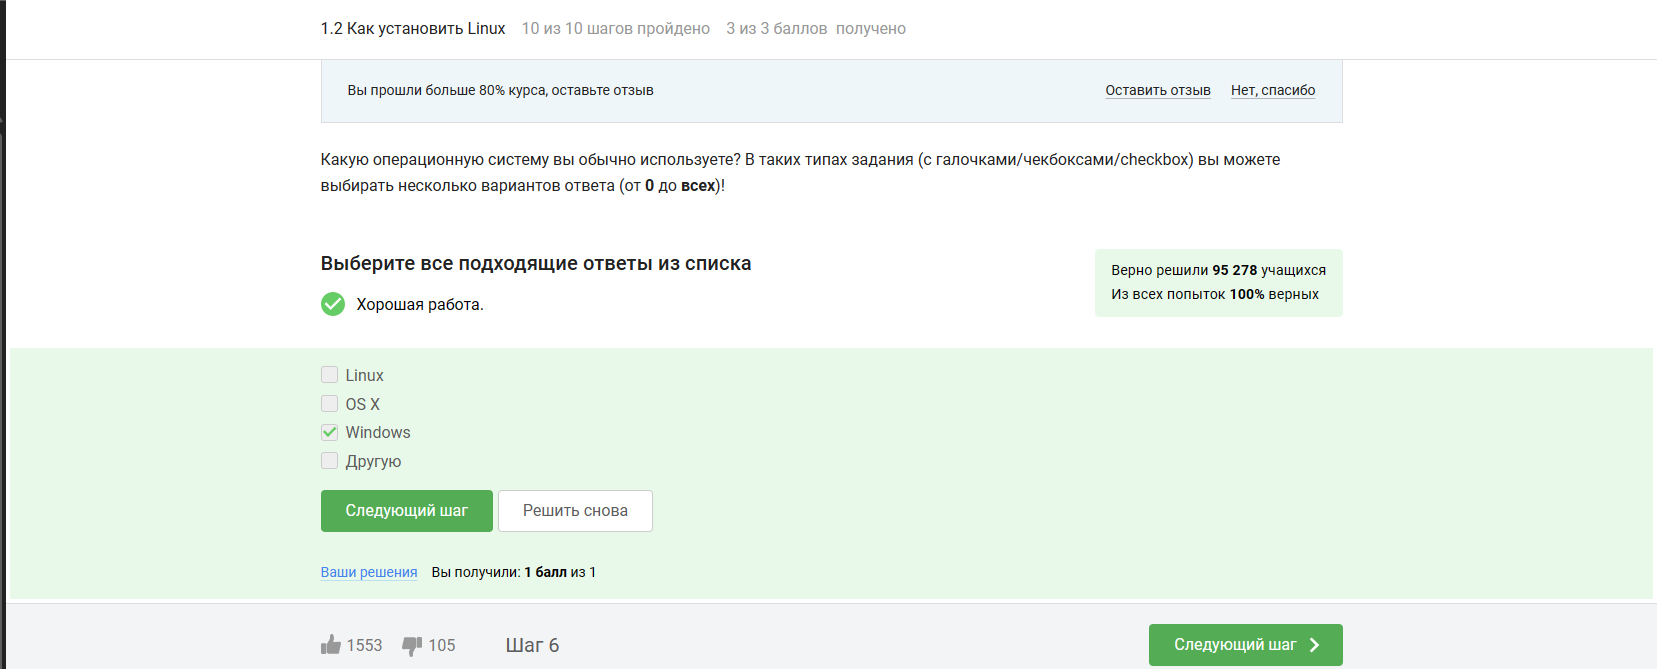 1.2 Как установить Linux 10 из 10 шагов пройдено 3 из 3 баллов получено
Вы прошли больше 80% курса, оставьте отзыв Оставить отзыв Нет, спасибо
Какую операционную систему вы обычно используете? В таких типах задания (с галочками/чекбоксами/checkbox) вы можете
выбирать несколько вариантов ответа (от 0 до всех)!
Выберите все подходящие ответы из списка
Хорошая работа.
Верно решили 95 278 учащихся
Из всех попыток 100% верных
Linux
OS X
Windows
Другую
Следующий шаг Решить снова
Ваши решения Вы получили: 1 балл из 1
1553 105 Шаг 6 Следующий шаг